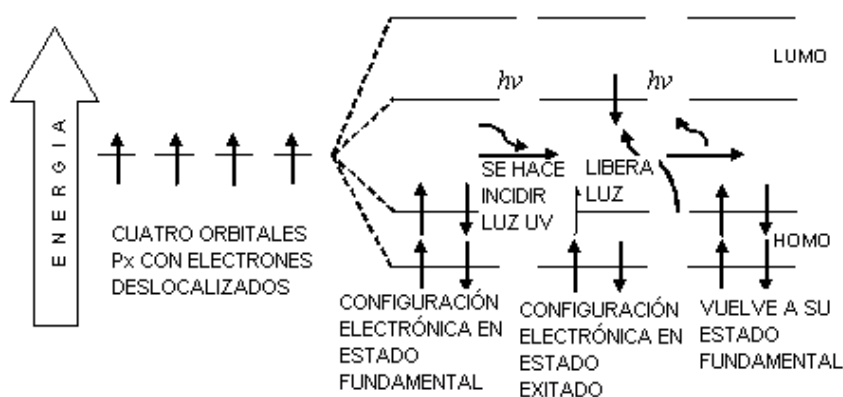 ENERGIA
LUMO
hν
hν
SE HACE
INCIDIR
LUZ UV
LIBERA
LUZ
CUATRO ORBITALES
Px CON ELECTRONES
DESLOCALIZADOS
HOMO
CONFIGURACIÓN
ELECTRÓNICA EN
ESTADO
FUNDAMENTAL
CONFIGURACIÓN
ELECTRÓNICA EN
ESTADO
EXITADO
VUELVE A SU
ESTADO
FUNDAMENTAL